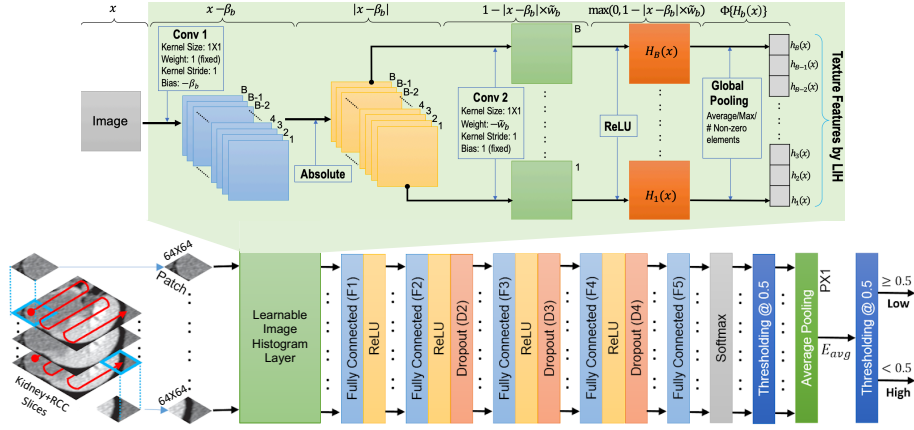 x
x − β_b
|x − β_b|
1 − |x − β_b| × w̃_b
max(0, 1 − |x − β_b| × w̃_b)
Φ{H_b(x)}
Image
Conv 1
Kernel Size: 1X1
Weight: 1 (fixed)
Kernel Stride: 1
Bias: −β_b
B
B-1
B-2
4
3
2
1
Absolute
B
B-1
B-2
4
3
2
1
Conv 2
Kernel Size: 1X1
Weight: −w̃_b
Kernel Stride: 1
Bias: 1 (fixed)
B
1
ReLU
H_B(x)
H_1(x)
Global
Pooling
Average/Max/
# Non-zero
elements
h_B(x)
h_{B−1}(x)
h_{B−2}(x)
h_3(x)
h_2(x)
h_1(x)
Texture Features by LIH
64X64
Patch
64X64
Kidney+RCC
Slices
Learnable
Image
Histogram
Layer
Fully Connected (F1)
ReLU
Fully Connected (F2)
ReLU
Dropout (D2)
Fully Connected (F3)
ReLU
Dropout (D3)
Fully Connected (F4)
ReLU
Dropout (D4)
Fully Connected (F5)
Softmax
Thresholding @ 0.5
Average Pooling
PX1
E_avg
Thresholding @ 0.5
≥ 0.5
Low
< 0.5
High